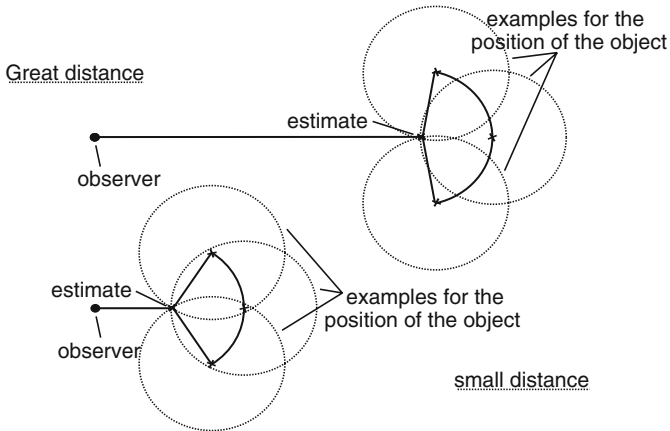 examples for the
position of the object
Great distance
estimate
observer
estimate
examples for the
position of the object
observer
small distance